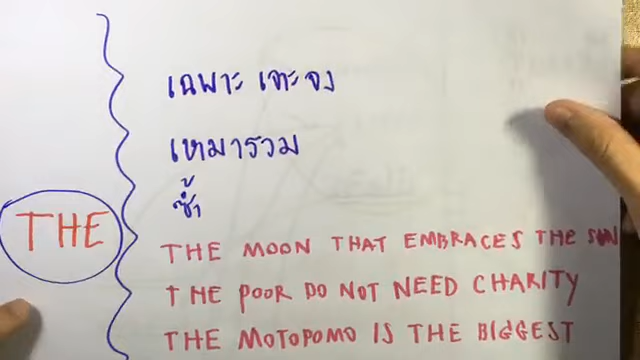 เฉพาะ เจาะจง
เหมารวม
ซ้ำ
THE
THE MOON THAT EMBRACES THE SUN
THE POOR DO NOT NEED CHARITY
THE MOTOPOMO IS THE BIGGEST